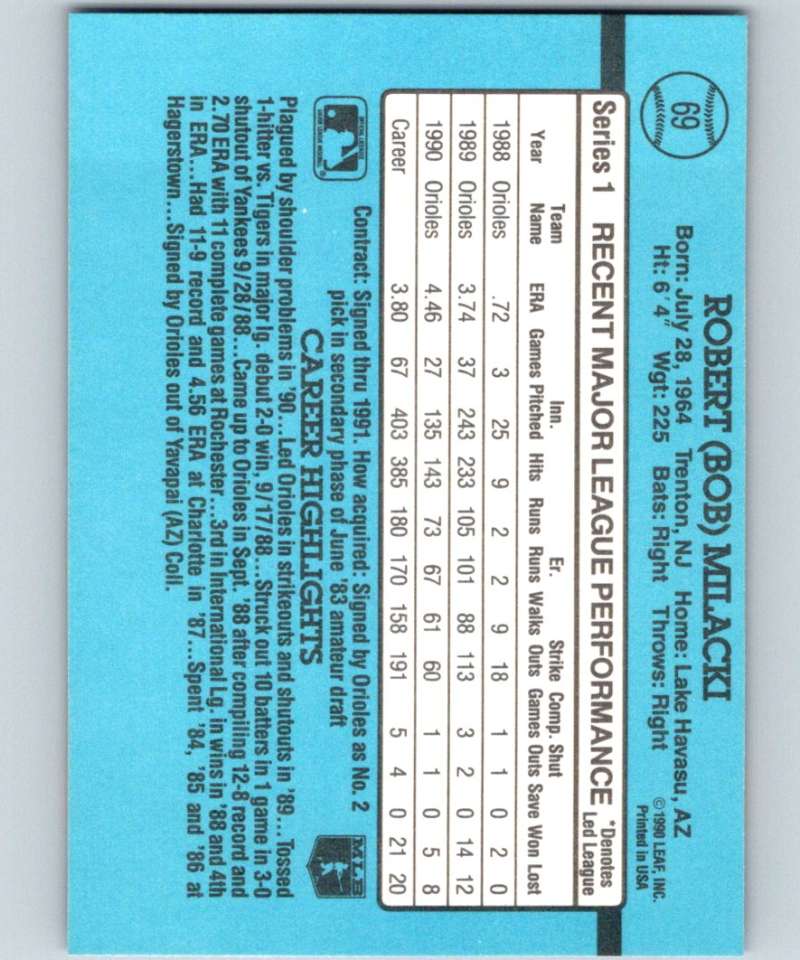 69
ROBERT (BOB) MILACKI
Born: July 28, 1964 Trenton, NJ Home: Lake Havasu, AZ
Ht: 6'4" Wgt: 225 Bats: Right Throws: Right
©1990 LEAF, INC.
Printed in USA
Series 1 RECENT MAJOR LEAGUE PERFORMANCE *Denotes Led League
Team Inn. Er. Strike Comp. Shut
Year Name ERA Games Pitched Hits Runs Runs Walks Outs Games Outs Save Won Lost
1988 Orioles .72 3 25 9 2 2 9 18 1 1 0 2 0
1989 Orioles 3.74 37 243 233 105 101 88 113 3 2 0 14 12
1990 Orioles 4.46 27 135 143 73 67 61 60 1 1 0 5 8
Career 3.80 67 403 385 180 170 158 191 5 4 0 21 20
Contract: Signed thru 1991. How acquired: Signed by Orioles as No. 2
pick in secondary phase of June '83 amateur draft
MLB
CAREER HIGHLIGHTS
Plagued by shoulder problems in '90...Led Orioles in strikeouts and shutouts in '89...Tossed
1-hitter vs. Tigers in major lg. debut 2-0 win, 9/17/88...Struck out 10 batters in 1 game in 3-0
shutout of Yankees 9/28/88...Came up to Orioles in Sept. '88 after compiling 12-8 record and
2.70 ERA with 11 complete games at Rochester...3rd in International Lg. in wins in '88 and 4th
in ERA...Had 11-9 record and 4.56 ERA at Charlotte in '87...Spent '84, '85 and '86 at
Hagerstown...Signed by Orioles out of Yavapai (AZ) Coll.